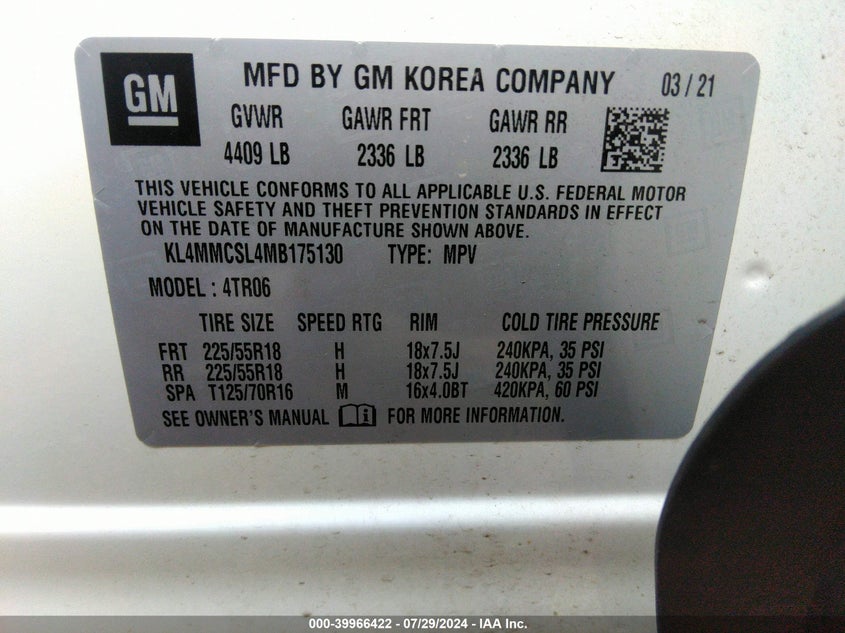 GM
MFD BY GM KOREA COMPANY 03/21
GVWR GAWR FRT GAWR RR
4409 LB 2336 LB 2336 LB
THIS VEHICLE CONFORMS TO ALL APPLICABLE U.S. FEDERAL MOTOR
VEHICLE SAFETY AND THEFT PREVENTION STANDARDS IN EFFECT
ON THE DATE OF MANUFACTURE SHOWN ABOVE.
KL4MMCSL4MB175130 TYPE: MPV
MODEL : 4TR06
TIRE SIZE SPEED RTG RIM COLD TIRE PRESSURE
FRT 225/55R18 H 18x7.5J 240KPA, 35 PSI
RR 225/55R18 H 18x7.5J 240KPA, 35 PSI
SPA T125/70R16 M 16x4.0BT 420KPA, 60 PSI
SEE OWNER'S MANUAL i FOR MORE INFORMATION.
000-39966422 - 07/29/2024 - IAA Inc.